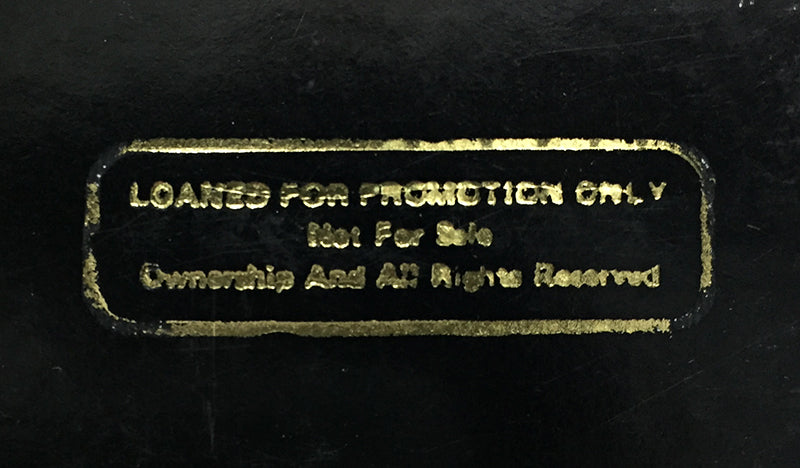 LOANED FOR PROMOTION ONLY
Not For Sale
Ownership And All Rights Reserved